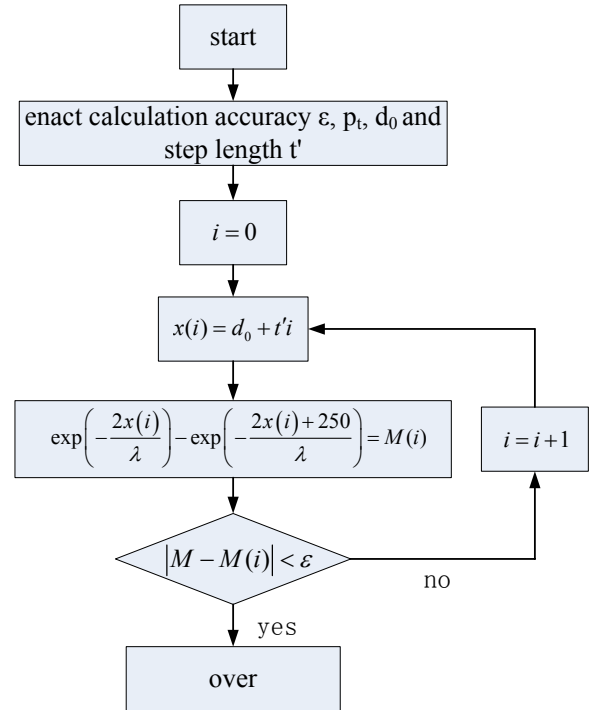 start
enact calculation accuracy ε, pₜ, d₀ and
step length t'
i = 0
x(i) = d₀ + t'i
exp(−2x(i)/λ) − exp(−(2x(i)+250)/λ) = M(i)
i = i+1
|M − M(i)| < ε
no
yes
over